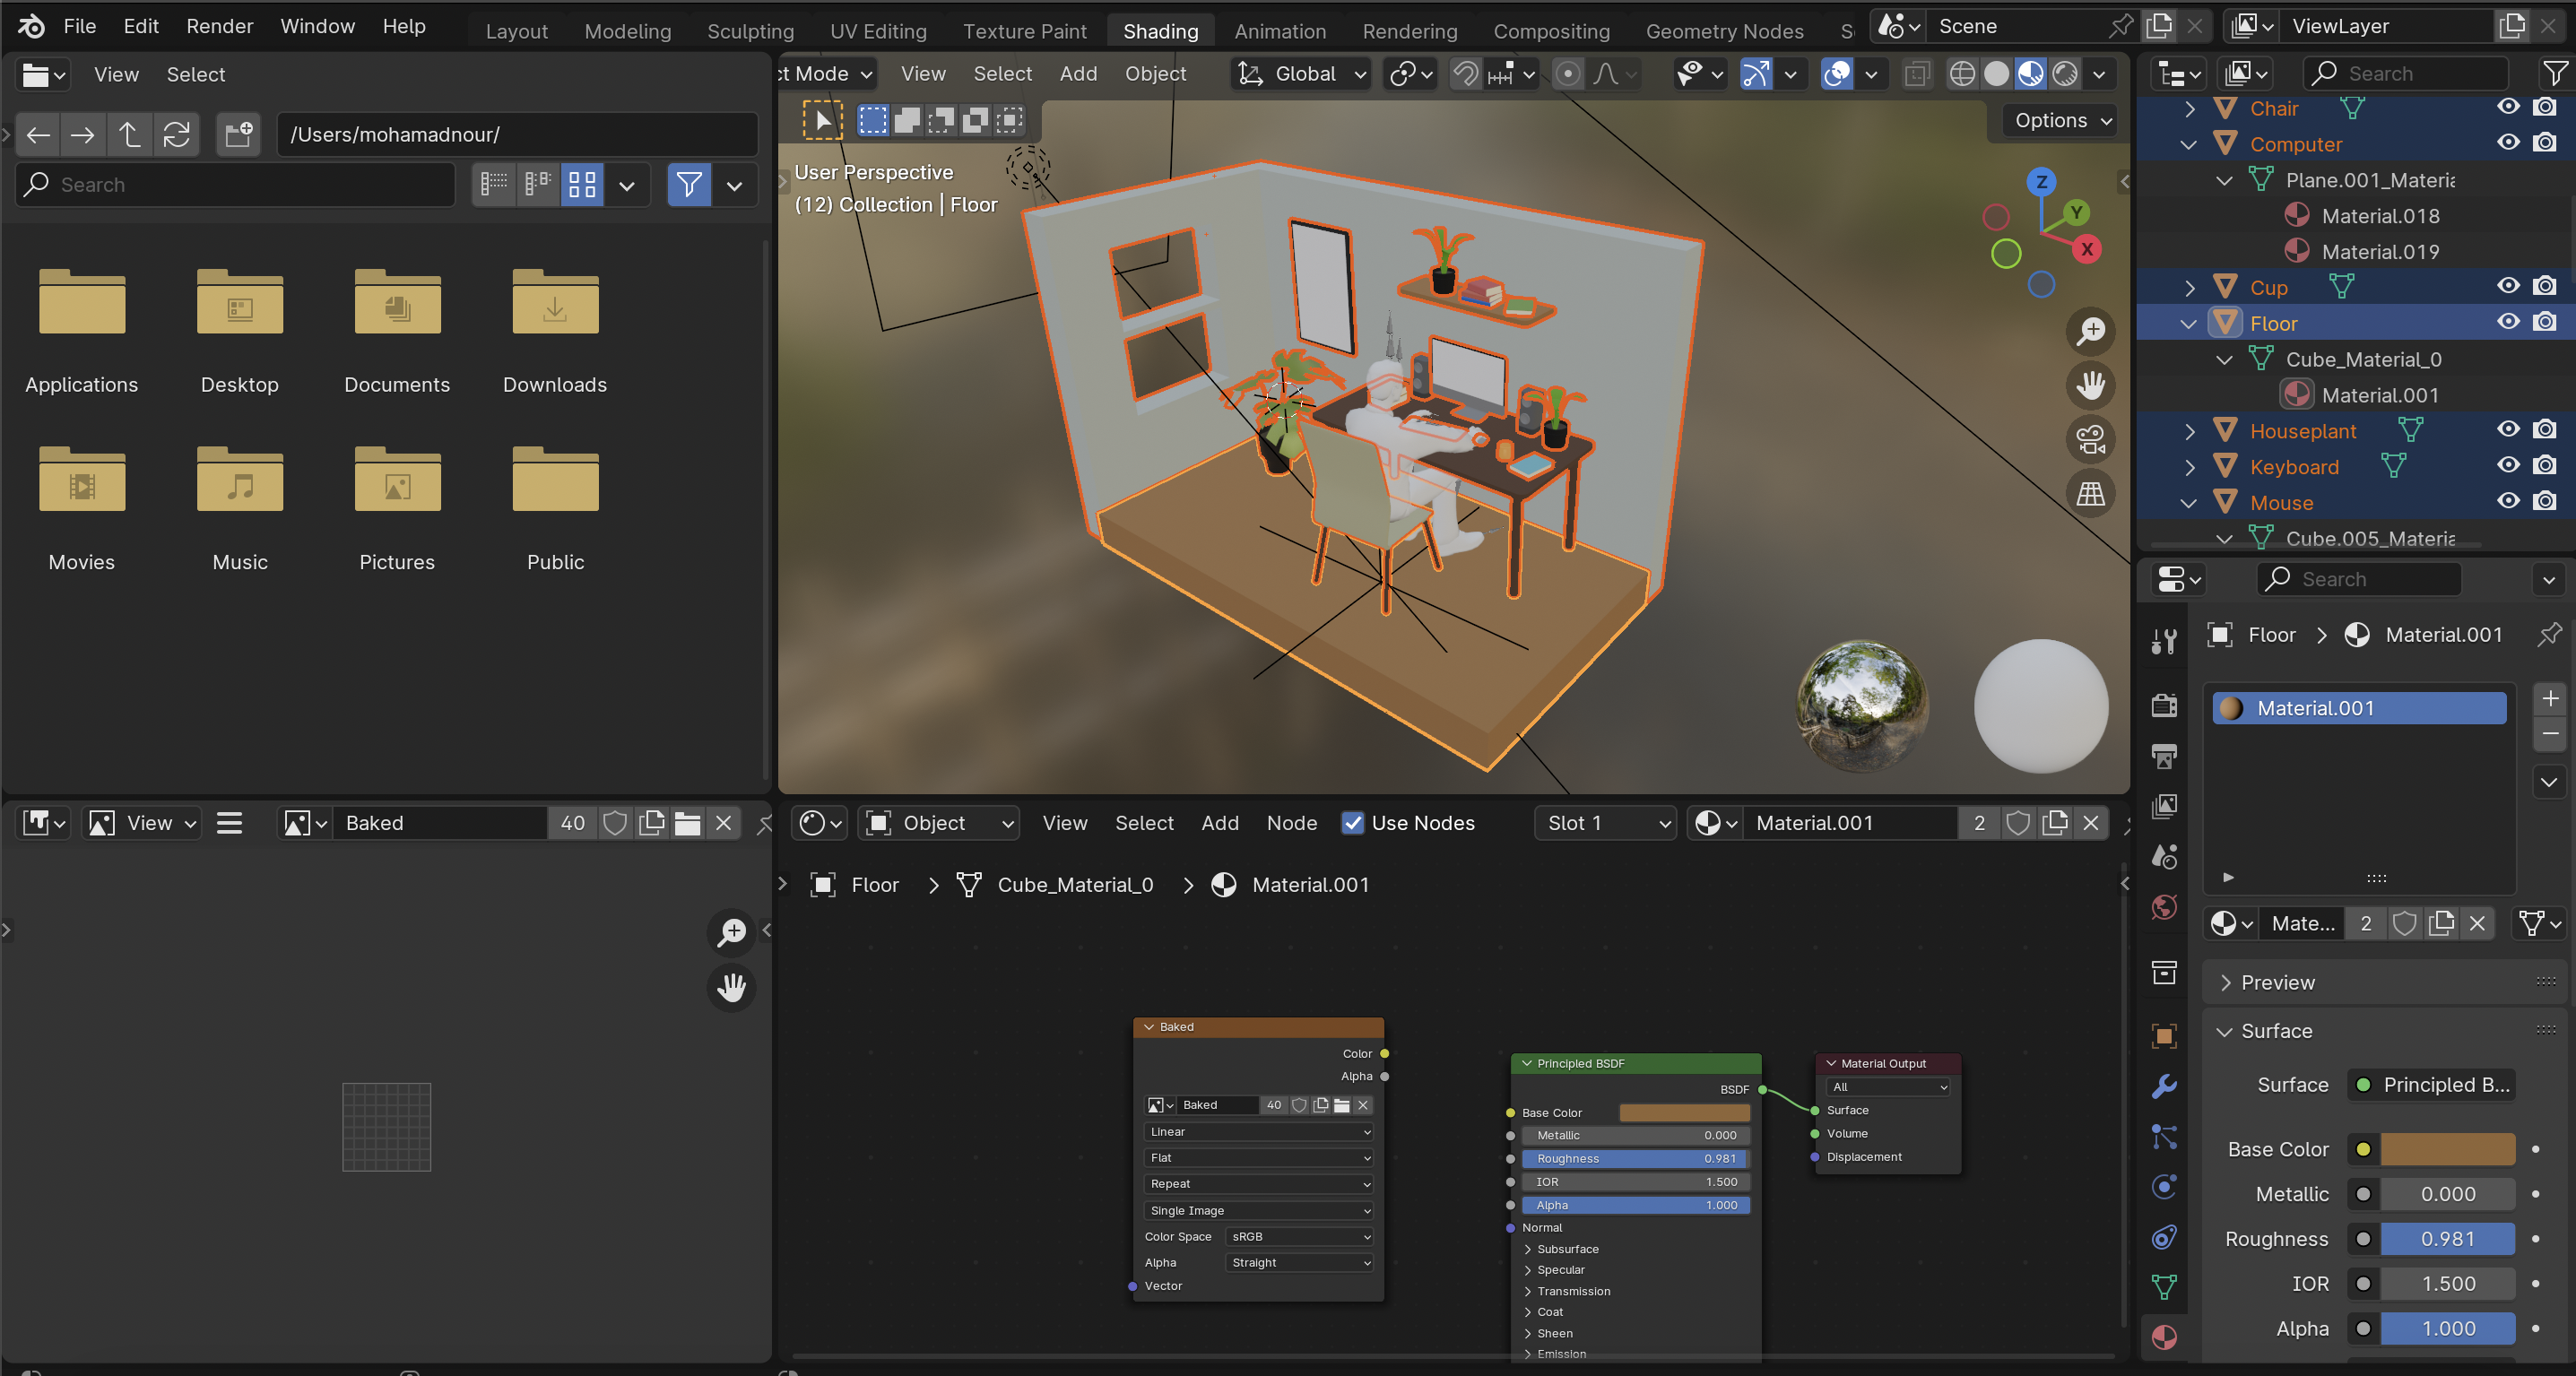 File Edit Render Window Help Layout Modeling Sculpting UV Editing Texture Paint Shading Animation Rendering Compositing Geometry Nodes Scene ViewLayer
View Select
/Users/mohamadnour/
Search
Applications Desktop Documents Downloads
Movies Music Pictures Public
ct Mode View Select Add Object Global
Options
User Perspective
(12) Collection | Floor
Z
Y
X
Search
Chair
Computer
Plane.001_Materia
Material.018
Material.019
Cup
Floor
Cube_Material_0
Material.001
Houseplant
Keyboard
Mouse
Cube.005_Materia
Search
Floor > Material.001
Material.001
Mate... 2
Preview
Surface
Surface Principled B...
Base Color
Metallic 0.000
Roughness 0.981
IOR 1.500
Alpha 1.000
View Baked 40
Object View Select Add Node Use Nodes Slot 1 Material.001 2
Floor > Cube_Material_0 > Material.001
Baked
Color
Alpha
Baked 40
Linear
Flat
Repeat
Single Image
Color Space sRGB
Alpha Straight
Vector
Principled BSDF
BSDF
Base Color
Metallic 0.000
Roughness 0.981
IOR 1.500
Alpha 1.000
Normal
Subsurface
Specular
Transmission
Coat
Sheen
Emission
Material Output
All
Surface
Volume
Displacement